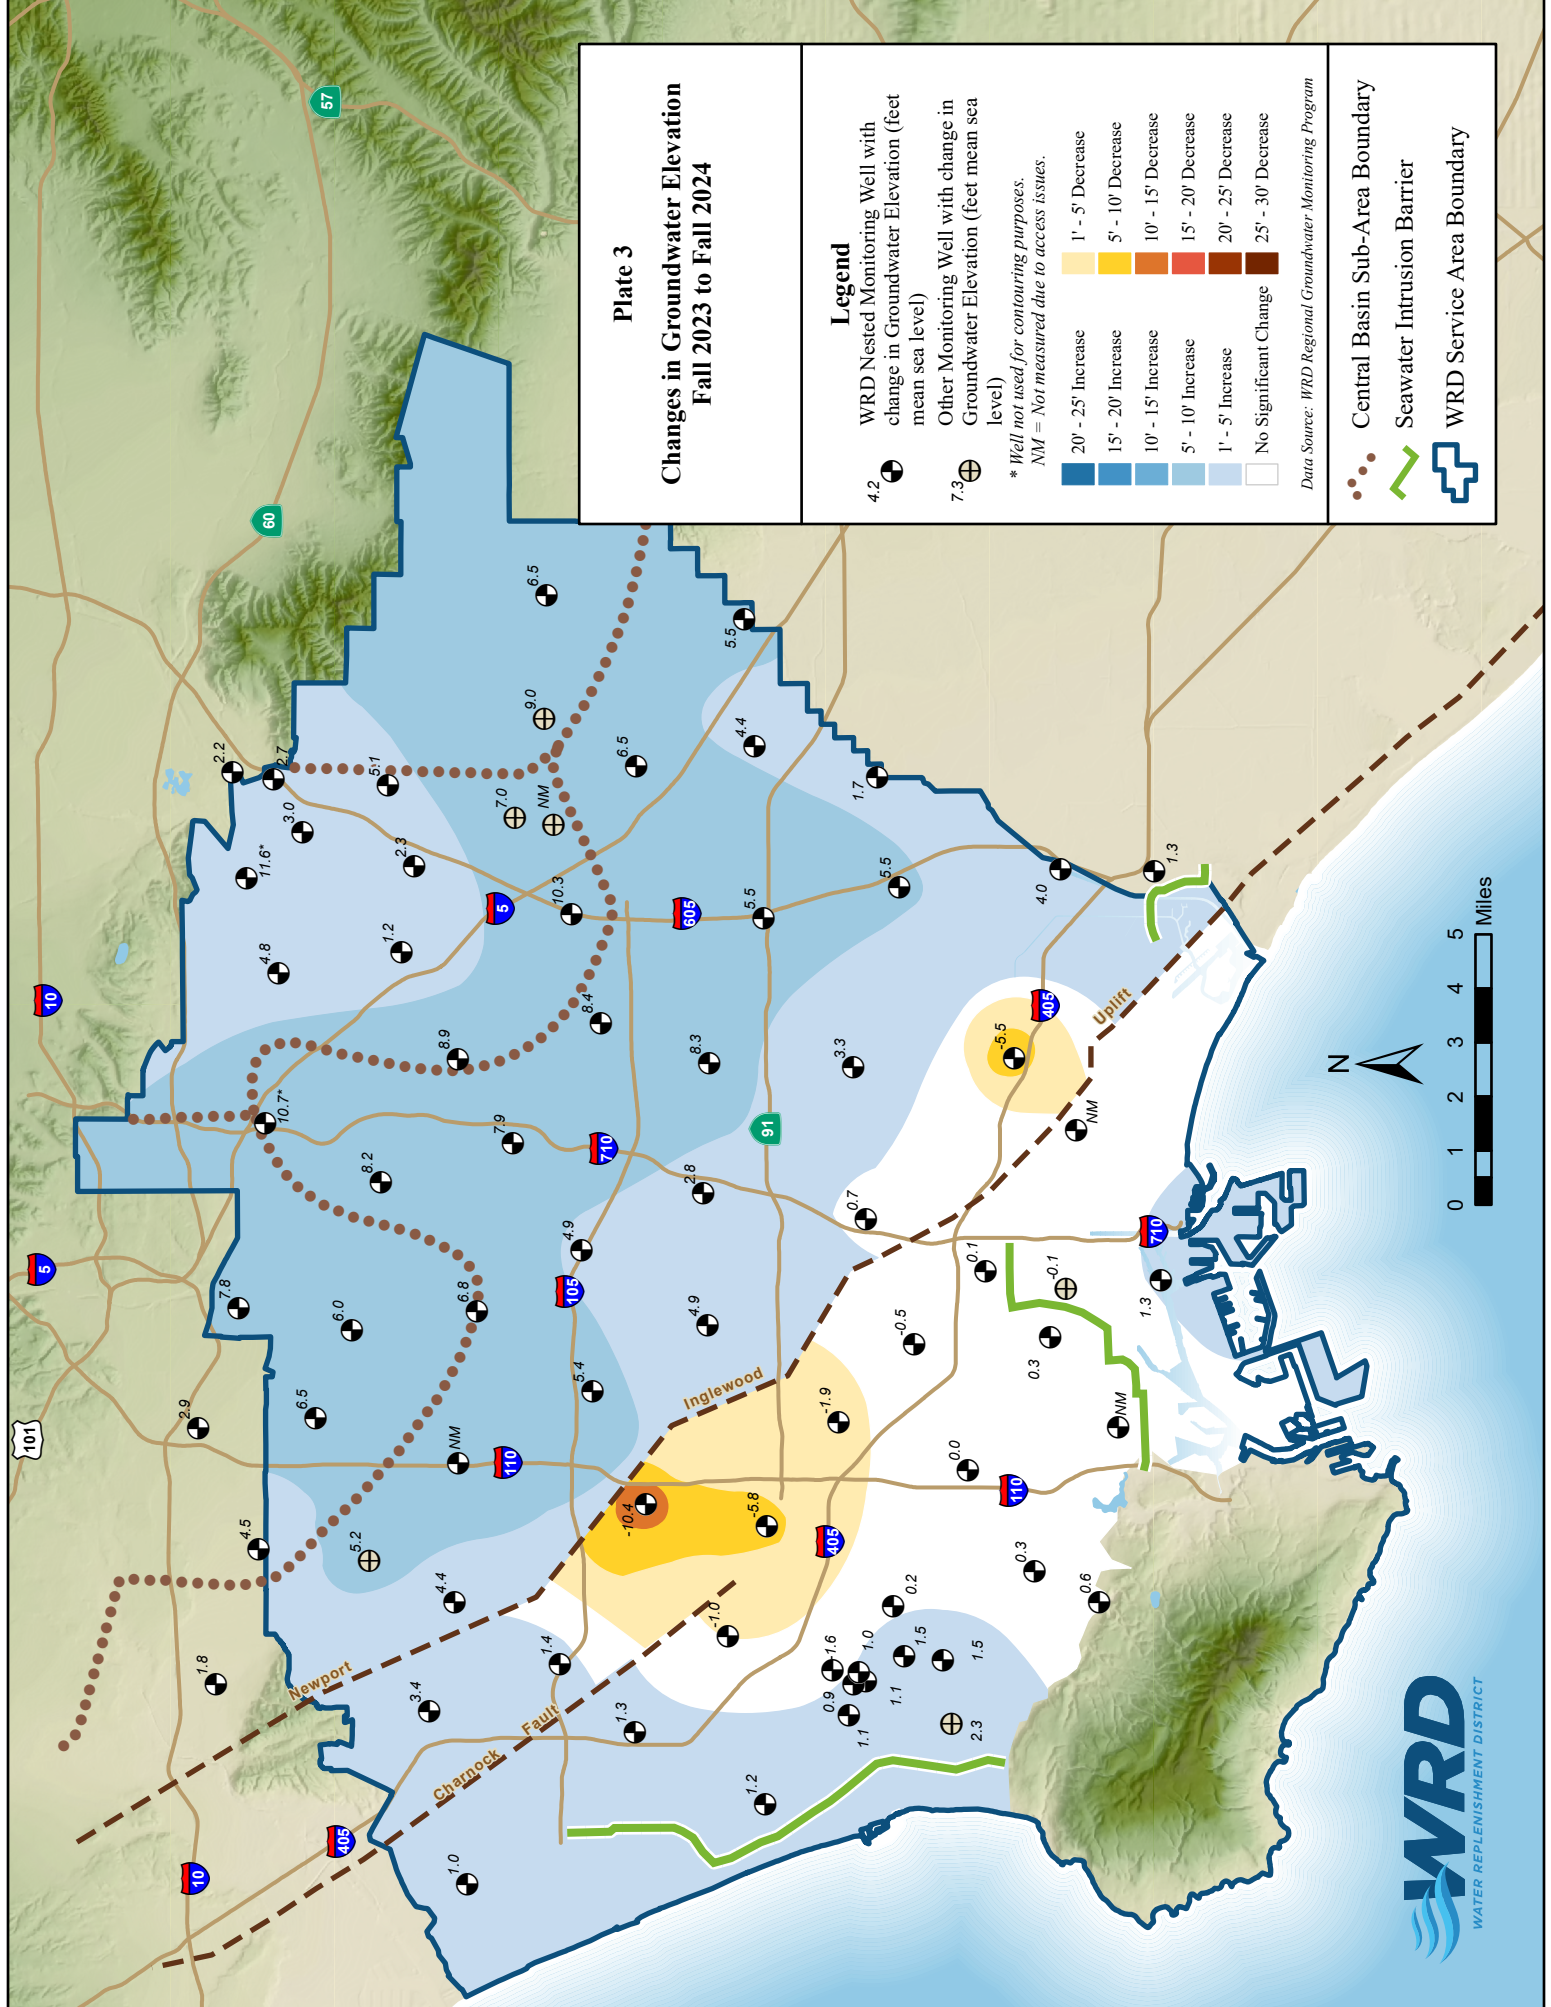 Plate 3
Changes in Groundwater Elevation
Fall 2023 to Fall 2024
Legend
4.2
WRD Nested Monitoring Well with
change in Groundwater Elevation (feet
mean sea level)
7.3
Other Monitoring Well with change in
Groundwater Elevation (feet mean sea
level)
* Well not used for contouring purposes.
NM = Not measured due to access issues.
20' - 25' Increase
15' - 20' Increase
10' - 15' Increase
5' - 10' Increase
1' - 5' Increase
No Significant Change
1' - 5' Decrease
5' - 10' Decrease
10' - 15' Decrease
15' - 20' Decrease
20' - 25' Decrease
25' - 30' Decrease
Data Source: WRD Regional Groundwater Monitoring Program
Central Basin Sub-Area Boundary
Seawater Intrusion Barrier
WRD Service Area Boundary
101
5
10
60
57
10
405
110
105
710
5
605
91
405
110
710
405
Newport
Inglewood
Uplift
Charnock
Fault
1.8
2.9
4.5
7.8
6.5
6.0
5.2
4.4
NM
6.8
8.2
10.7*
8.9
7.9
4.8
1.2
11.6*
3.0
2.2
2.7
5.1
2.3
7.0
NM
9.0
6.5
5.5
6.5
4.4
1.7
10.3
8.4
8.3
5.5
5.5
3.3
4.0
1.3
-5.5
NM
0.7
2.8
4.9
4.9
5.4
3.4
1.4
1.3
1.0
1.2
-10.4
-5.8
-1.9
-1.0
-1.6
1.0
0.9
1.1
1.1
1.5
1.5
2.3
0.2
0.3
0.6
0.0
-0.5
0.1
-0.1
0.3
NM
1.3
N
0 1 2 3 4 5
Miles
WRD
WATER REPLENISHMENT DISTRICT